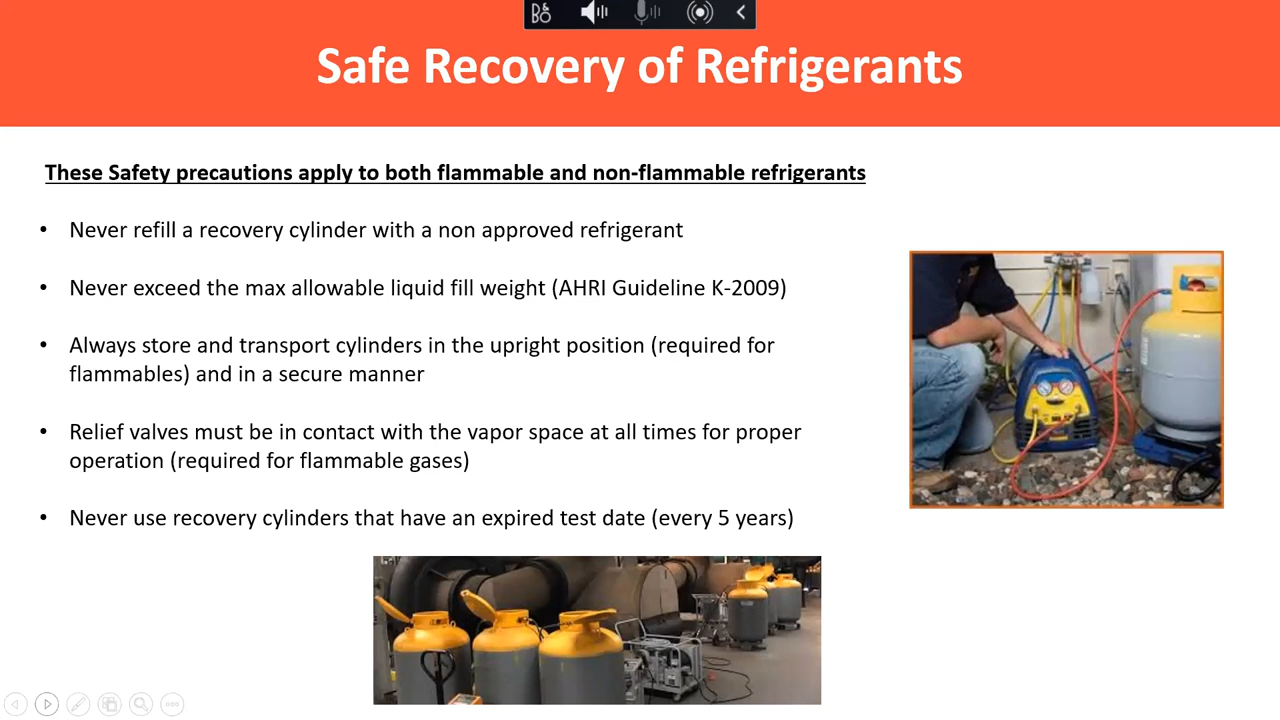 B&O
Safe Recovery of Refrigerants
These Safety precautions apply to both flammable and non-flammable refrigerants
• Never refill a recovery cylinder with a non approved refrigerant
• Never exceed the max allowable liquid fill weight (AHRI Guideline K-2009)
• Always store and transport cylinders in the upright position (required for
flammables) and in a secure manner
• Relief valves must be in contact with the vapor space at all times for proper
operation (required for flammable gases)
• Never use recovery cylinders that have an expired test date (every 5 years)